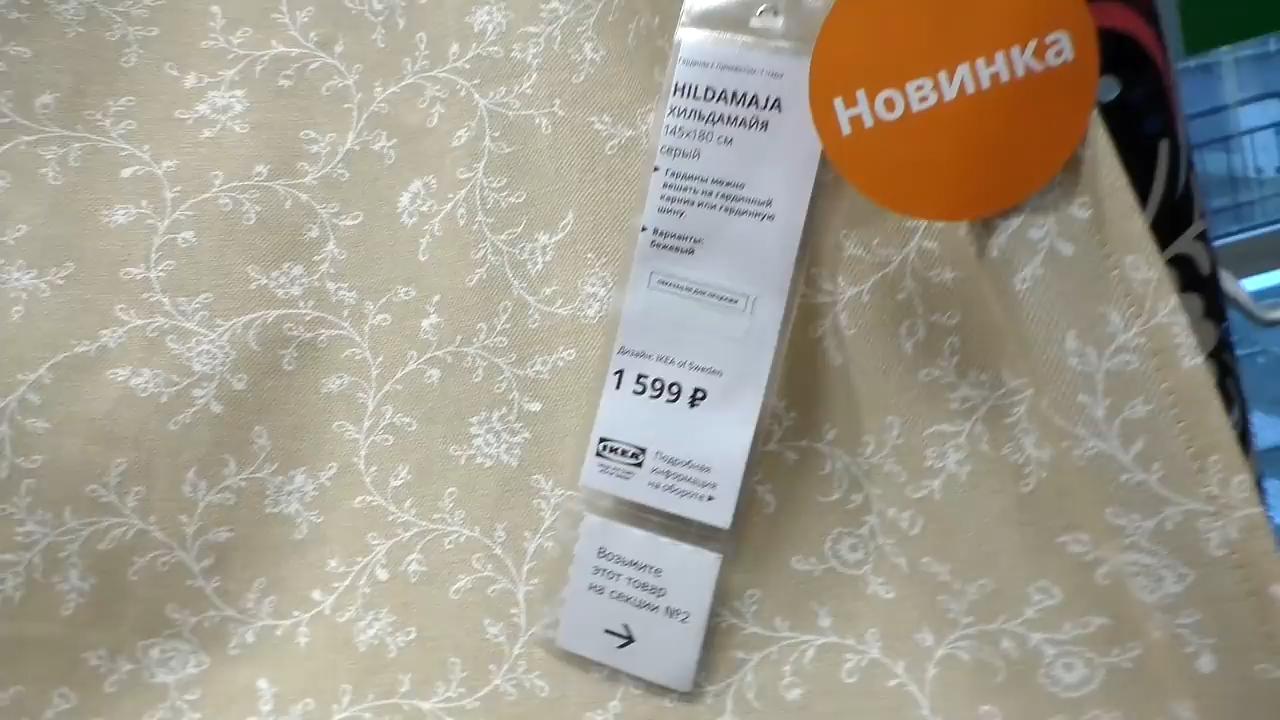 Новинка
HILDAMAJA
ХИЛЬДАМАЙЯ
145x180 см
серый
Гардины можно
вешать на гардинный
карниз или гардинную
шину.
Варианты:
бежевый
Дизайн: IKEA of Sweden
1 599 ₽
IKEA
Подробная
информация
на обороте
Возьмите
этот товар
на секции №2